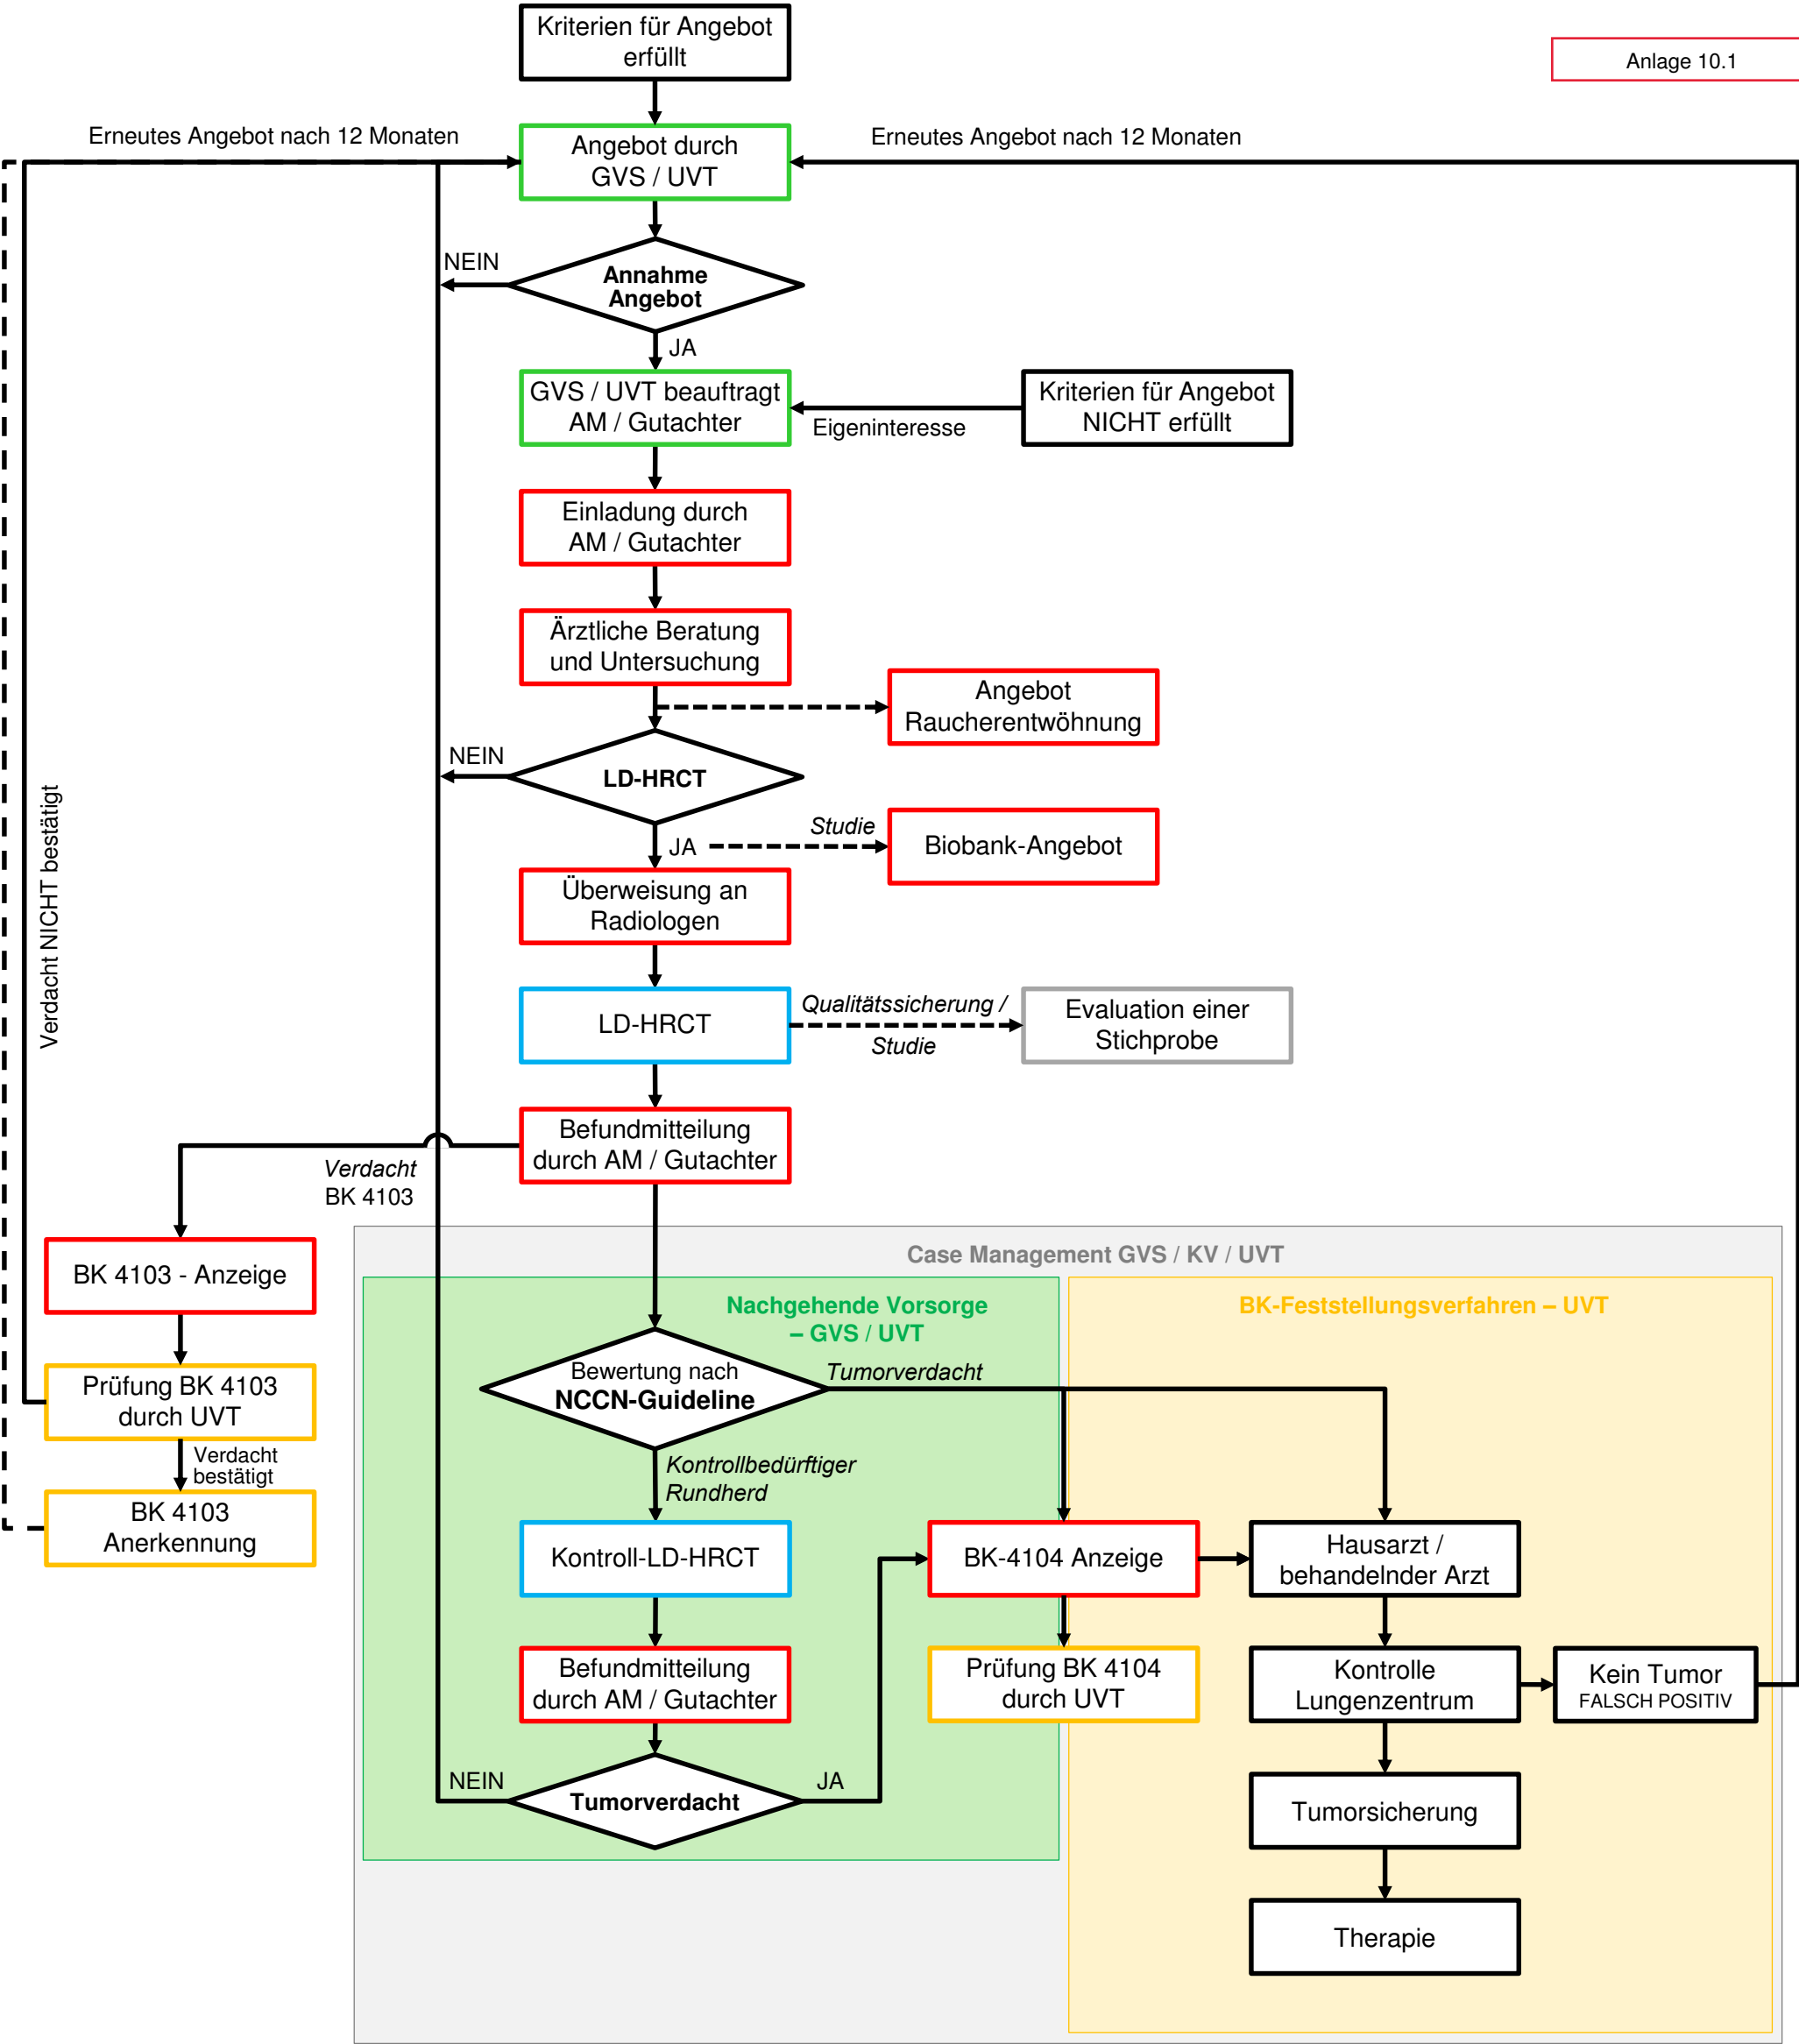 Kriterien für Angebot
erfüllt
Anlage 10.1
Erneutes Angebot nach 12 Monaten
Erneutes Angebot nach 12 Monaten
Angebot durch
GVS / UVT
NEIN
Annahme
Angebot
JA
GVS / UVT beauftragt
AM / Gutachter
Eigeninteresse
Kriterien für Angebot
NICHT erfüllt
Einladung durch
AM / Gutachter
Ärztliche Beratung
und Untersuchung
Angebot
Raucherentwöhnung
NEIN
LD-HRCT
JA
Studie
Biobank-Angebot
Überweisung an
Radiologen
Verdacht NICHT bestätigt
LD-HRCT
Qualitätssicherung /
Studie
Evaluation einer
Stichprobe
Befundmitteilung
durch AM / Gutachter
Verdacht
BK 4103
BK 4103 - Anzeige
Prüfung BK 4103
durch UVT
Verdacht
bestätigt
BK 4103
Anerkennung
Case Management GVS / KV / UVT
Nachgehende Vorsorge
– GVS / UVT
BK-Feststellungsverfahren – UVT
Bewertung nach
NCCN-Guideline
Tumorverdacht
Kontrollbedürftiger
Rundherd
Kontroll-LD-HRCT
BK-4104 Anzeige
Hausarzt /
behandelnder Arzt
Befundmitteilung
durch AM / Gutachter
Prüfung BK 4104
durch UVT
Kontrolle
Lungenzentrum
Kein Tumor
FALSCH POSITIV
NEIN
Tumorverdacht
JA
Tumorsicherung
Therapie